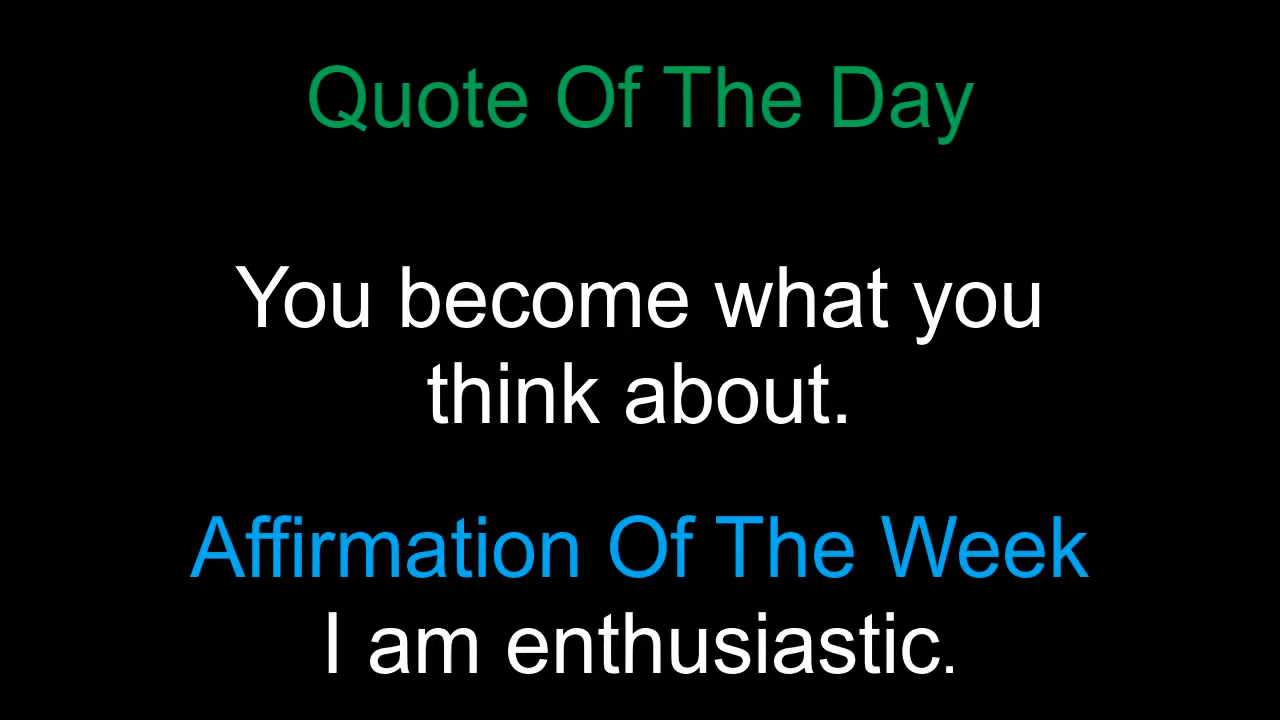 Quote Of The Day
You become what you
think about.
Affirmation Of The Week
I am enthusiastic.